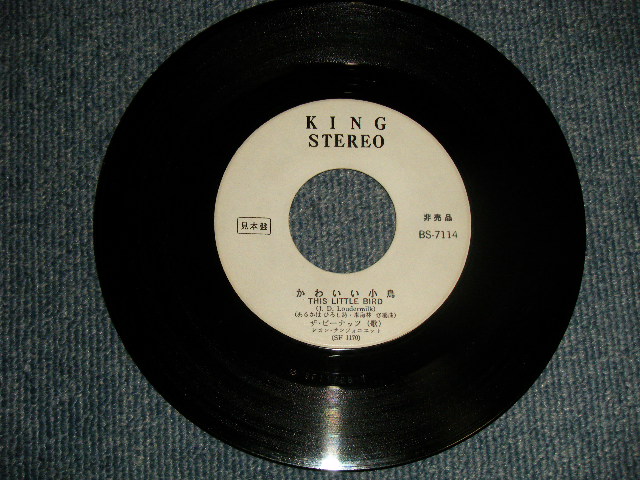 KING
STEREO
見本盤
非売品
BS-7114
かわいい小鳥
THIS LITTLE BIRD
(J. D. Loudermilk)
ザ・ピーナッツ (歌)
(SF 1170)